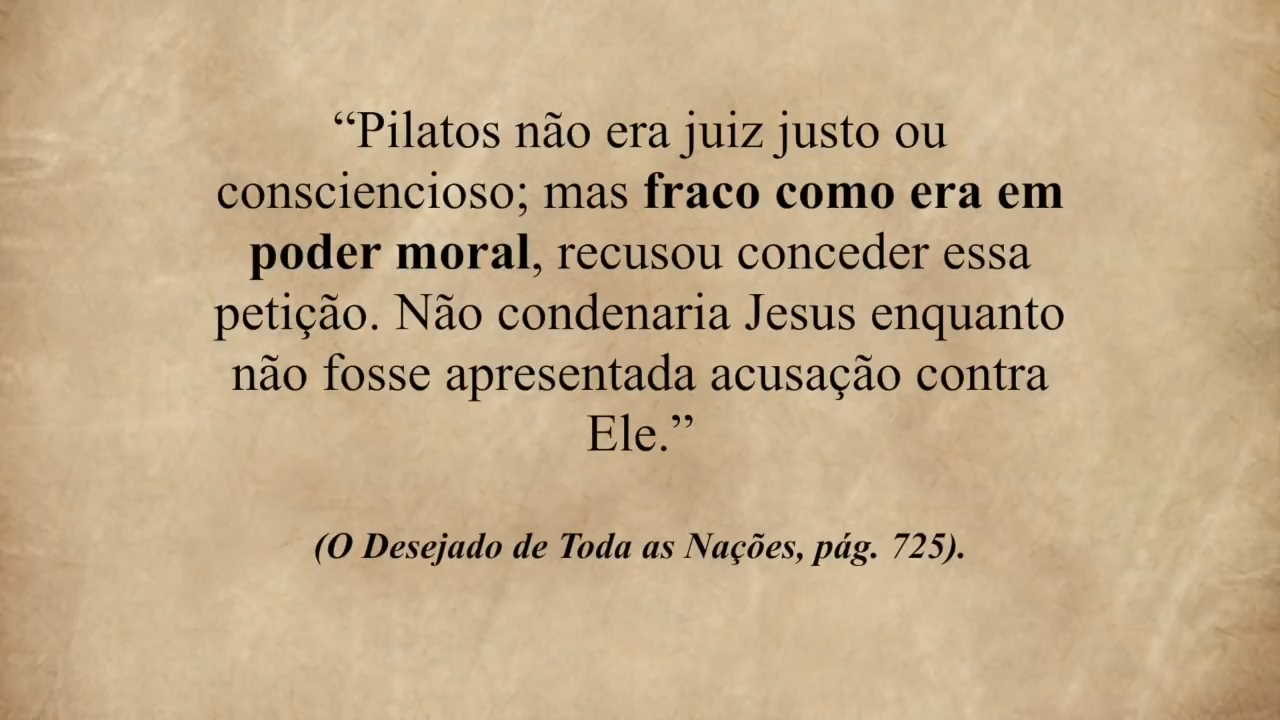 “Pilatos não era juiz justo ou
consciencioso; mas fraco como era em
poder moral, recusou conceder essa
petição. Não condenaria Jesus enquanto
não fosse apresentada acusação contra
Ele.”
(O Desejado de Toda as Nações, pág. 725).